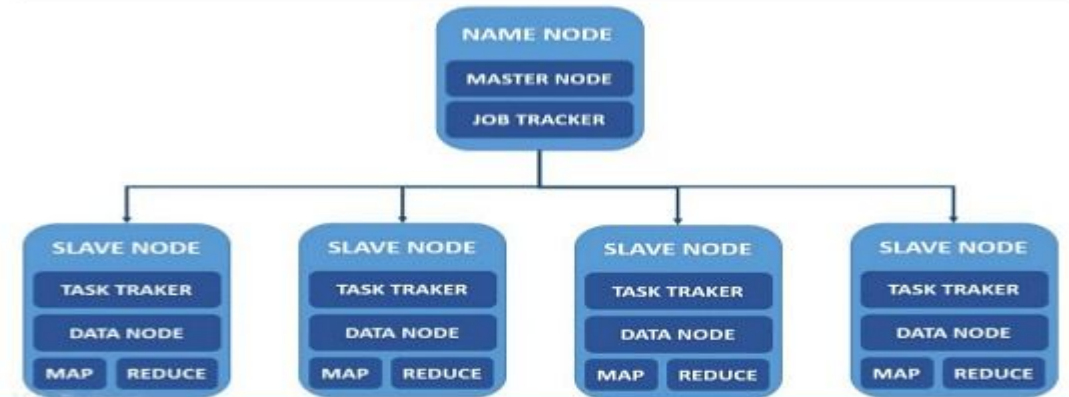 NAME NODE
MASTER NODE
JOB TRACKER
SLAVE NODE
TASK TRAKER
DATA NODE
MAP REDUCE
SLAVE NODE
TASK TRAKER
DATA NODE
MAP REDUCE
SLAVE NODE
TASK TRAKER
DATA NODE
MAP REDUCE
SLAVE NODE
TASK TRAKER
DATA NODE
MAP REDUCE